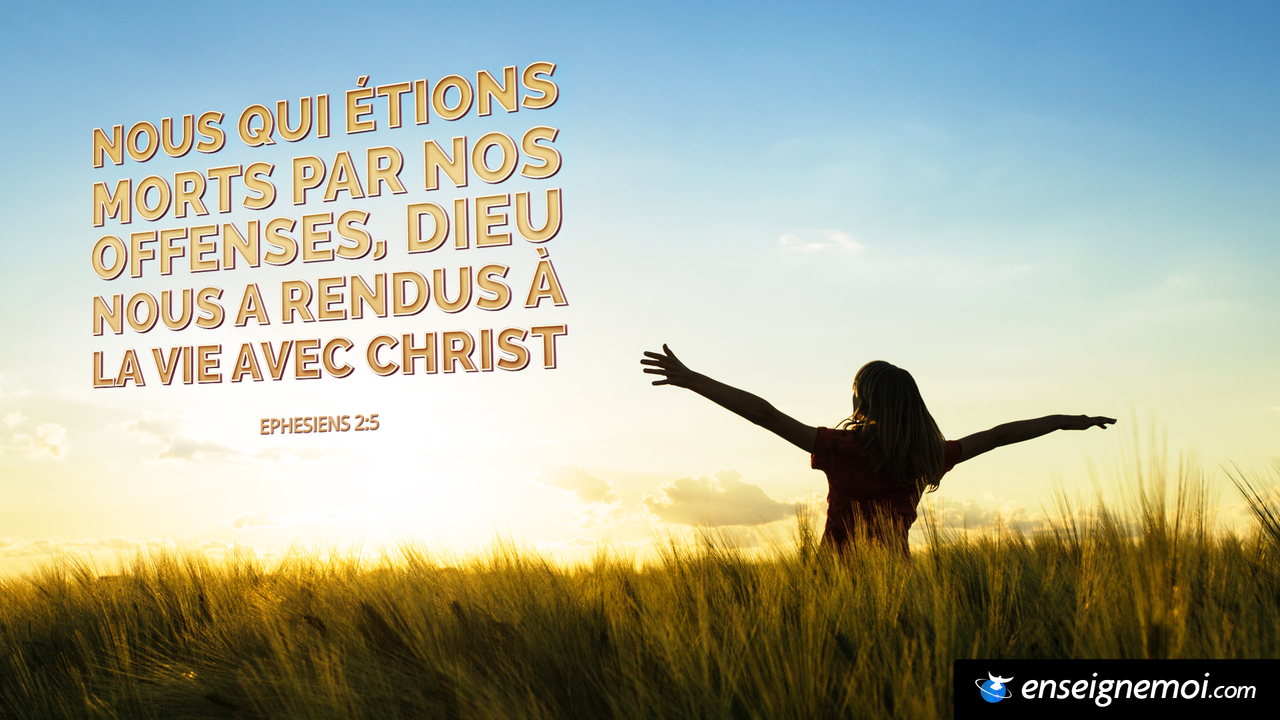 NOUS QUI ÉTIONS
MORTS PAR NOS
OFFENSES, DIEU
NOUS A RENDUS À
LA VIE AVEC CHRIST
EPHESIENS 2:5
enseignemoi.com